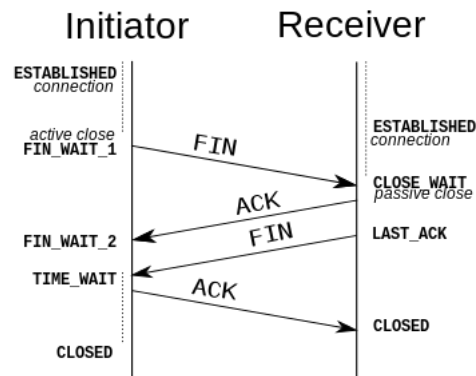 Initiator Receiver
ESTABLISHED
connection
ESTABLISHED
connection
active close
FIN_WAIT_1
FIN
CLOSE_WAIT
passive close
ACK
FIN_WAIT_2
FIN
LAST_ACK
TIME_WAIT
ACK
CLOSED
CLOSED